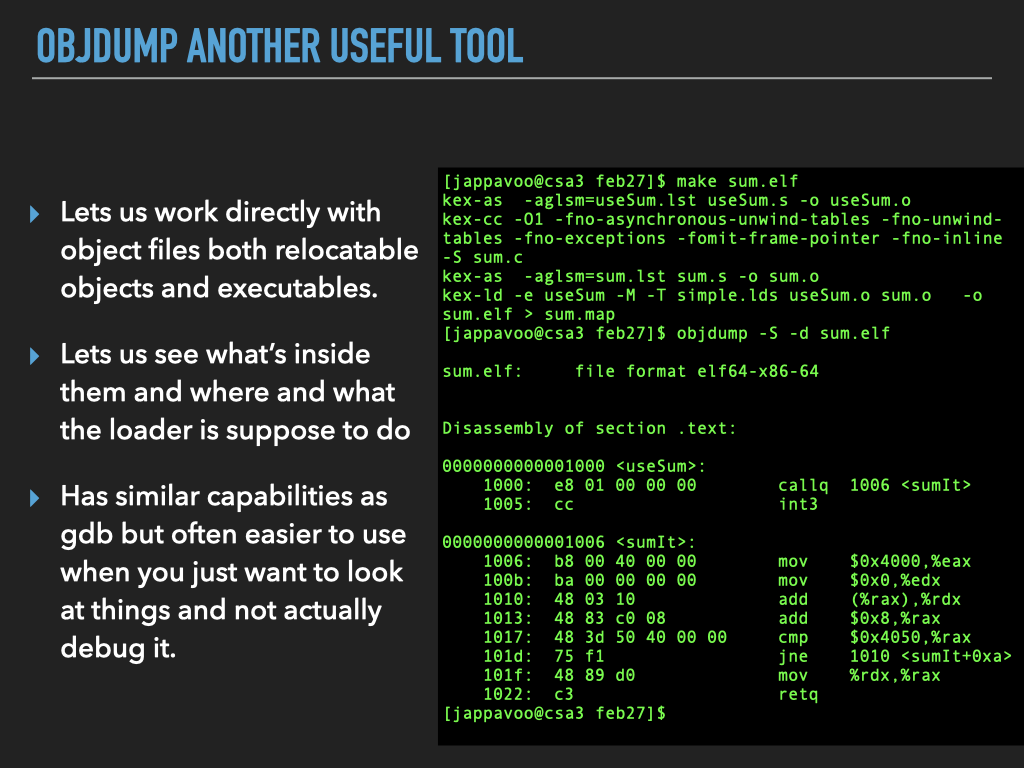 OBJDUMP ANOTHER USEFUL TOOL
Lets us work directly with
object files both relocatable
objects and executables.
Lets us see what's inside
them and where and what
the loader is suppose to do
Has similar capabilities as
gdb but often easier to use
when you just want to look
at things and not actually
debug it.
[jappavoo@csa3 feb27]$ make sum.elf
kex-as  -aglsm=useSum.lst useSum.s -o useSum.o
kex-cc -O1 -fno-asynchronous-unwind-tables -fno-unwind-
tables -fno-exceptions -fomit-frame-pointer -fno-inline
-S sum.c
kex-as  -aglsm=sum.lst sum.s -o sum.o
kex-ld -e useSum -M -T simple.lds useSum.o sum.o   -o
sum.elf > sum.map
[jappavoo@csa3 feb27]$ objdump -S -d sum.elf
sum.elf:     file format elf64-x86-64
Disassembly of section .text:
0000000000001000 <useSum>:
    1000:  e8 01 00 00 00        callq  1006 <sumIt>
    1005:  cc                    int3
0000000000001006 <sumIt>:
    1006:  b8 00 40 00 00        mov    $0x4000,%eax
    100b:  ba 00 00 00 00        mov    $0x0,%edx
    1010:  48 03 10              add    (%rax),%rdx
    1013:  48 83 c0 08           add    $0x8,%rax
    1017:  48 3d 50 40 00 00     cmp    $0x4050,%rax
    101d:  75 f1                 jne    1010 <sumIt+0xa>
    101f:  48 89 d0              mov    %rdx,%rax
    1022:  c3                    retq
[jappavoo@csa3 feb27]$